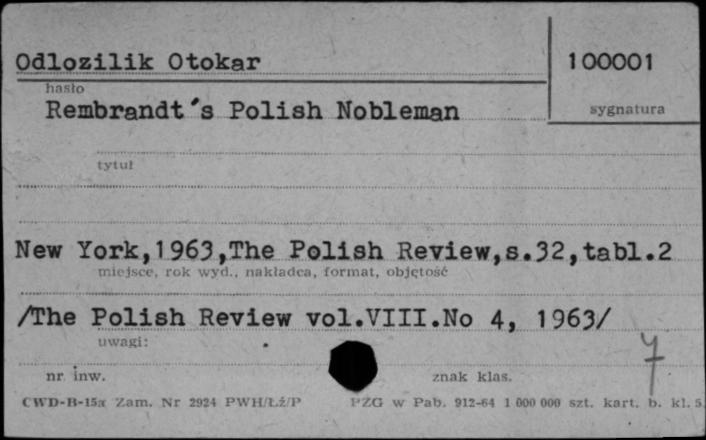 Odlozilik Otokar
100001
hasło
sygnatura
Rembrandt's Polish Nobleman
tytuł
New York,1963,The Polish Review,s.32,tabl.2
miejsce, rok wyd., nakładca, format, objętość
/The Polish Review vol.VIII.No 4, 1963/
uwagi:
7
nr inw.
znak klas.
CWD-B-15a Zam. Nr 2924 PWH/Łż/P
PZG w Pab. 912-64 1 000 000 szt. kart. b. kl. 5